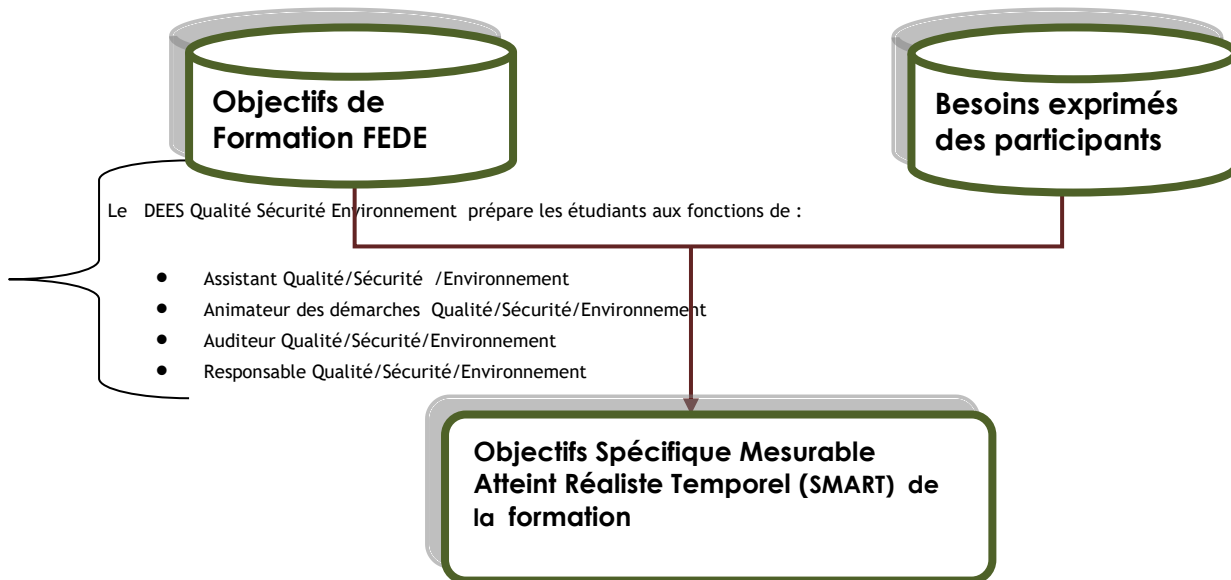 Objectifs de
Formation FEDE
Besoins exprimés
des participants
Le DEES Qualité Sécurité Environnement prépare les étudiants aux fonctions de :
● Assistant Qualité/Sécurité /Environnement
● Animateur des démarches Qualité/Sécurité/Environnement
● Auditeur Qualité/Sécurité/Environnement
● Responsable Qualité/Sécurité/Environnement
Objectifs Spécifique Mesurable
Atteint Réaliste Temporel (SMART) de
la formation